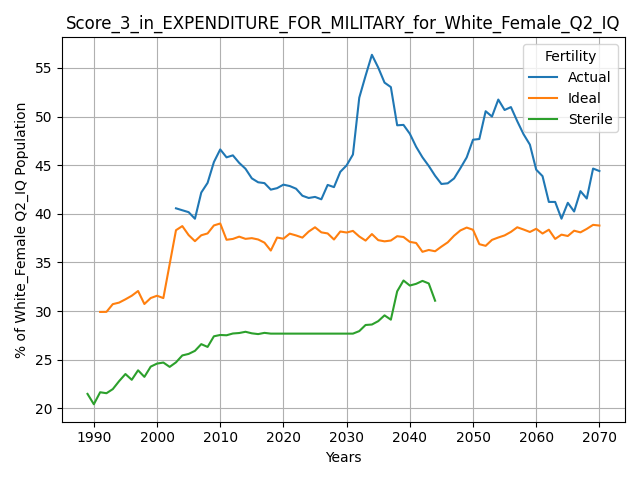 Score_3_in_EXPENDITURE_FOR_MILITARY_for_White_Female_Q2_IQ
Fertility
Actual
Ideal
Sterile
% of White_Female Q2_IQ Population
55
50
45
40
35
30
25
20
1990 2000 2010 2020 2030 2040 2050 2060 2070
Years